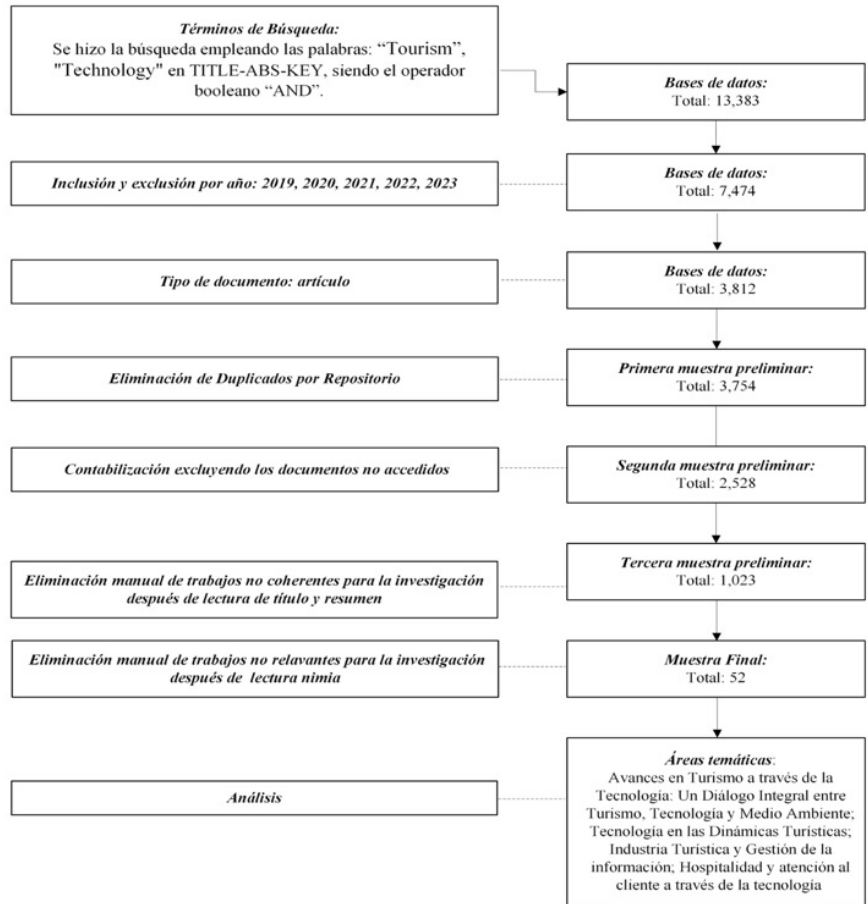 Términos de Búsqueda:
Se hizo la búsqueda empleando las palabras: “Tourism”,
"Technology" en TITLE-ABS-KEY, siendo el operador
booleano “AND”.
Bases de datos:
Total: 13,383
Inclusión y exclusión por año: 2019, 2020, 2021, 2022, 2023
Bases de datos:
Total: 7,474
Tipo de documento: artículo
Bases de datos:
Total: 3,812
Eliminación de Duplicados por Repositorio
Primera muestra preliminar:
Total: 3,754
Contabilización excluyendo los documentos no accedidos
Segunda muestra preliminar:
Total: 2,528
Eliminación manual de trabajos no coherentes para la investigación
después de lectura de título y resumen
Tercera muestra preliminar:
Total: 1,023
Eliminación manual de trabajos no relavantes para la investigación
después de lectura nimia
Muestra Final:
Total: 52
Análisis
Áreas temáticas:
Avances en Turismo a través de la
Tecnología: Un Diálogo Integral entre
Turismo, Tecnología y Medio Ambiente;
Tecnología en las Dinámicas Turísticas;
Industria Turística y Gestión de la
información; Hospitalidad y atención al
cliente a través de la tecnología